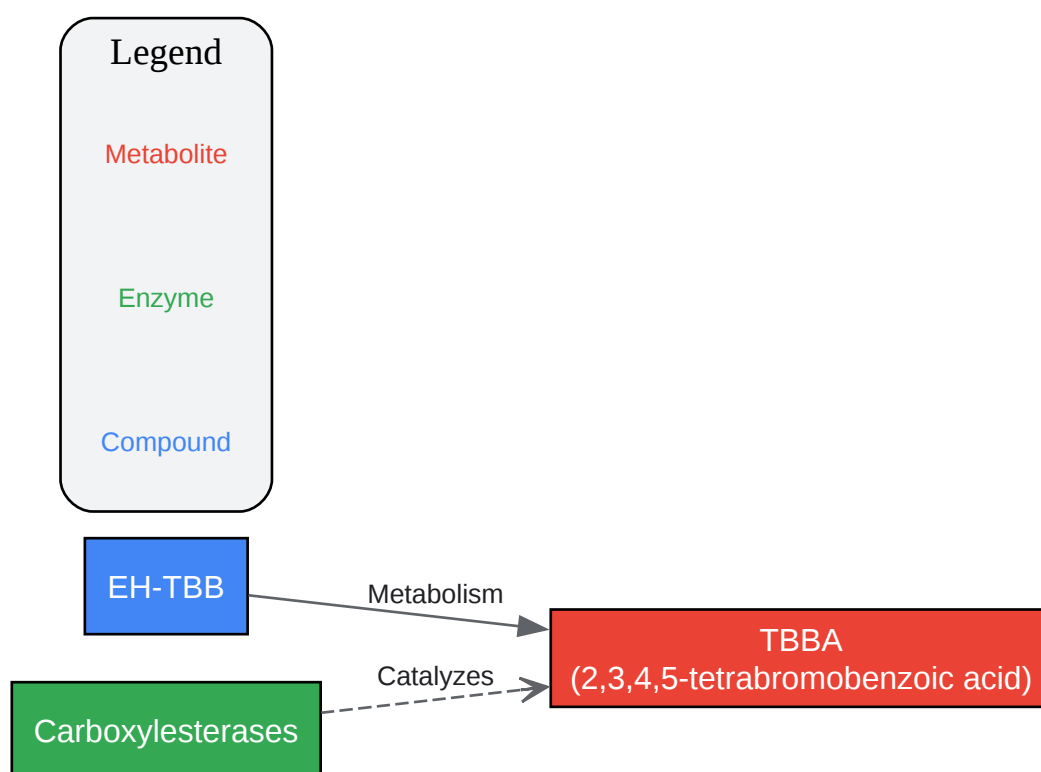 Legend
Metabolite
Enzyme
Compound
EH-TBB
Metabolism
TBBA
(2,3,4,5-tetrabromobenzoic acid)
Catalyzes
Carboxylesterases